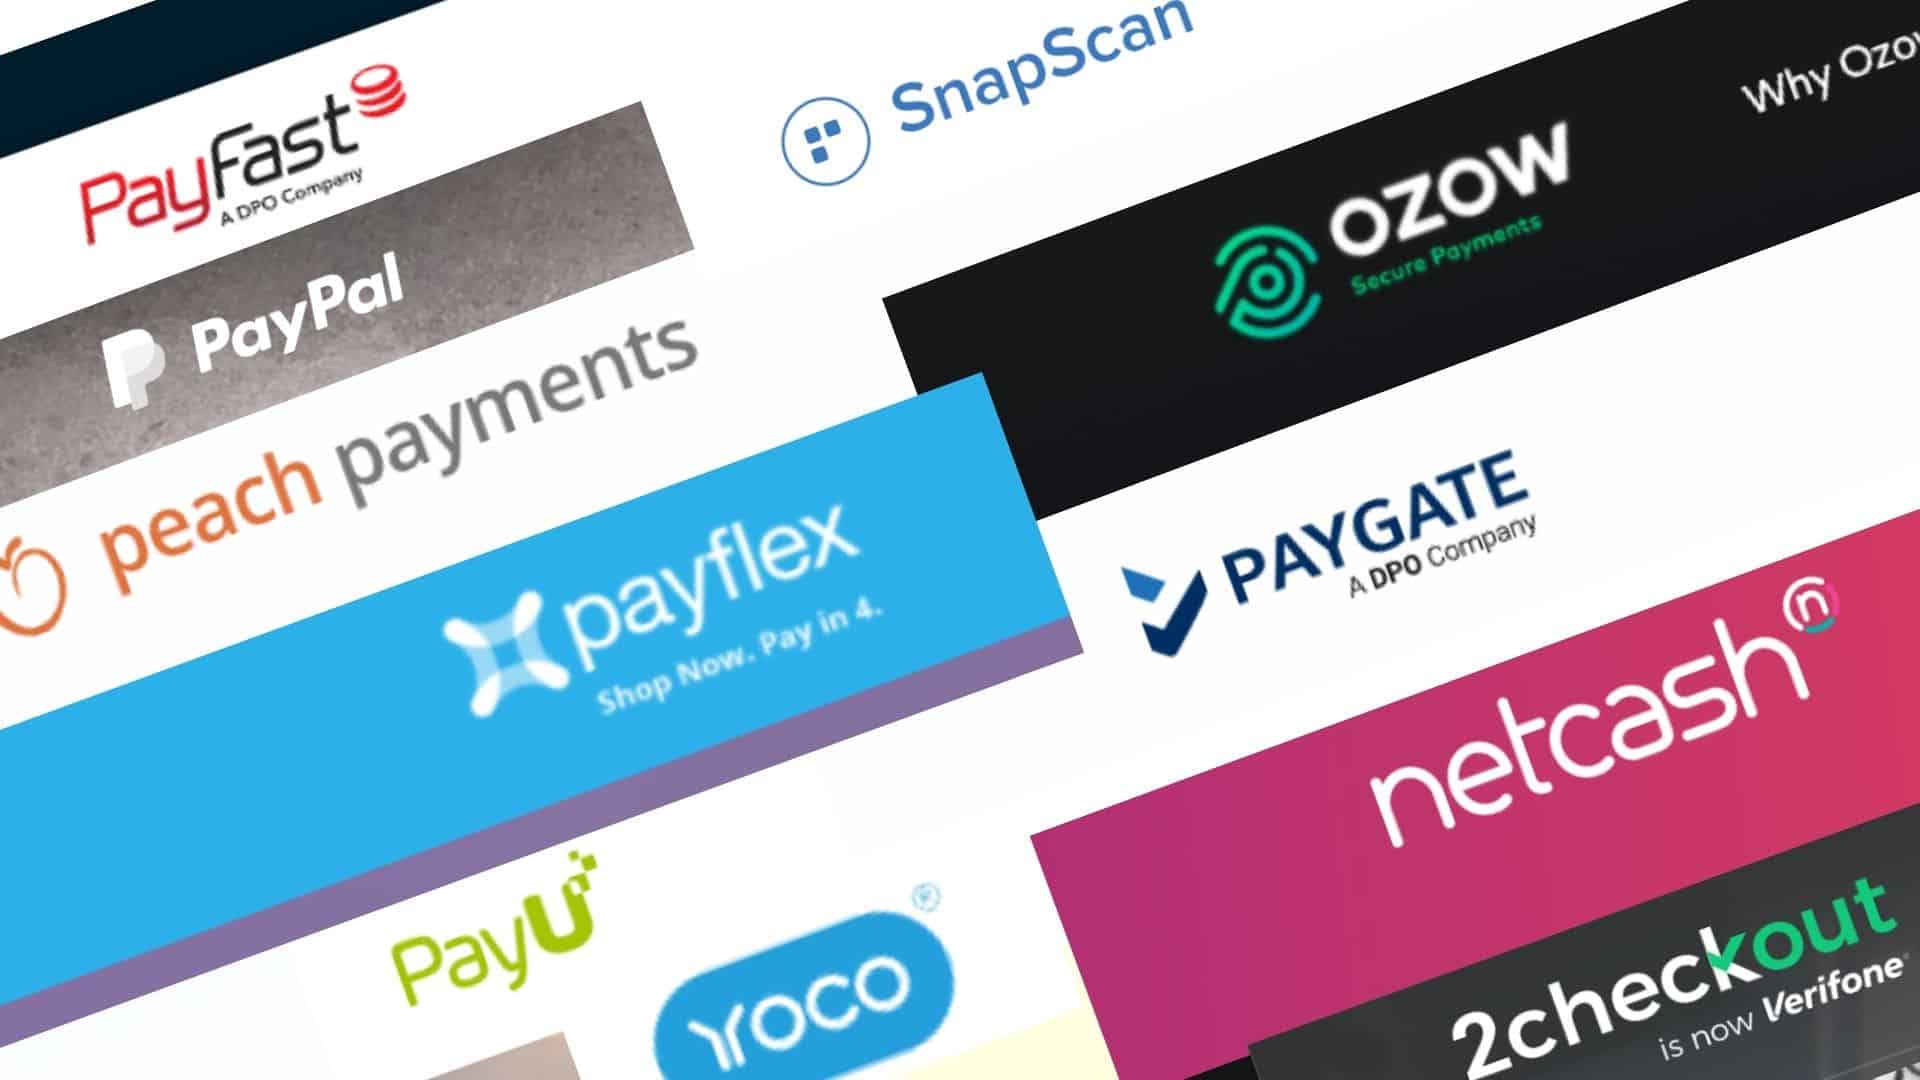 PayFast
A DPO Company
SnapScan
PayPal
OZOW
Secure Payments
Why Ozow
peach payments
payflex
Shop Now. Pay in 4.
PAYGATE
A DPO Company
netcash
n
PayU
YOCO
®
2checkout
is now Verifone